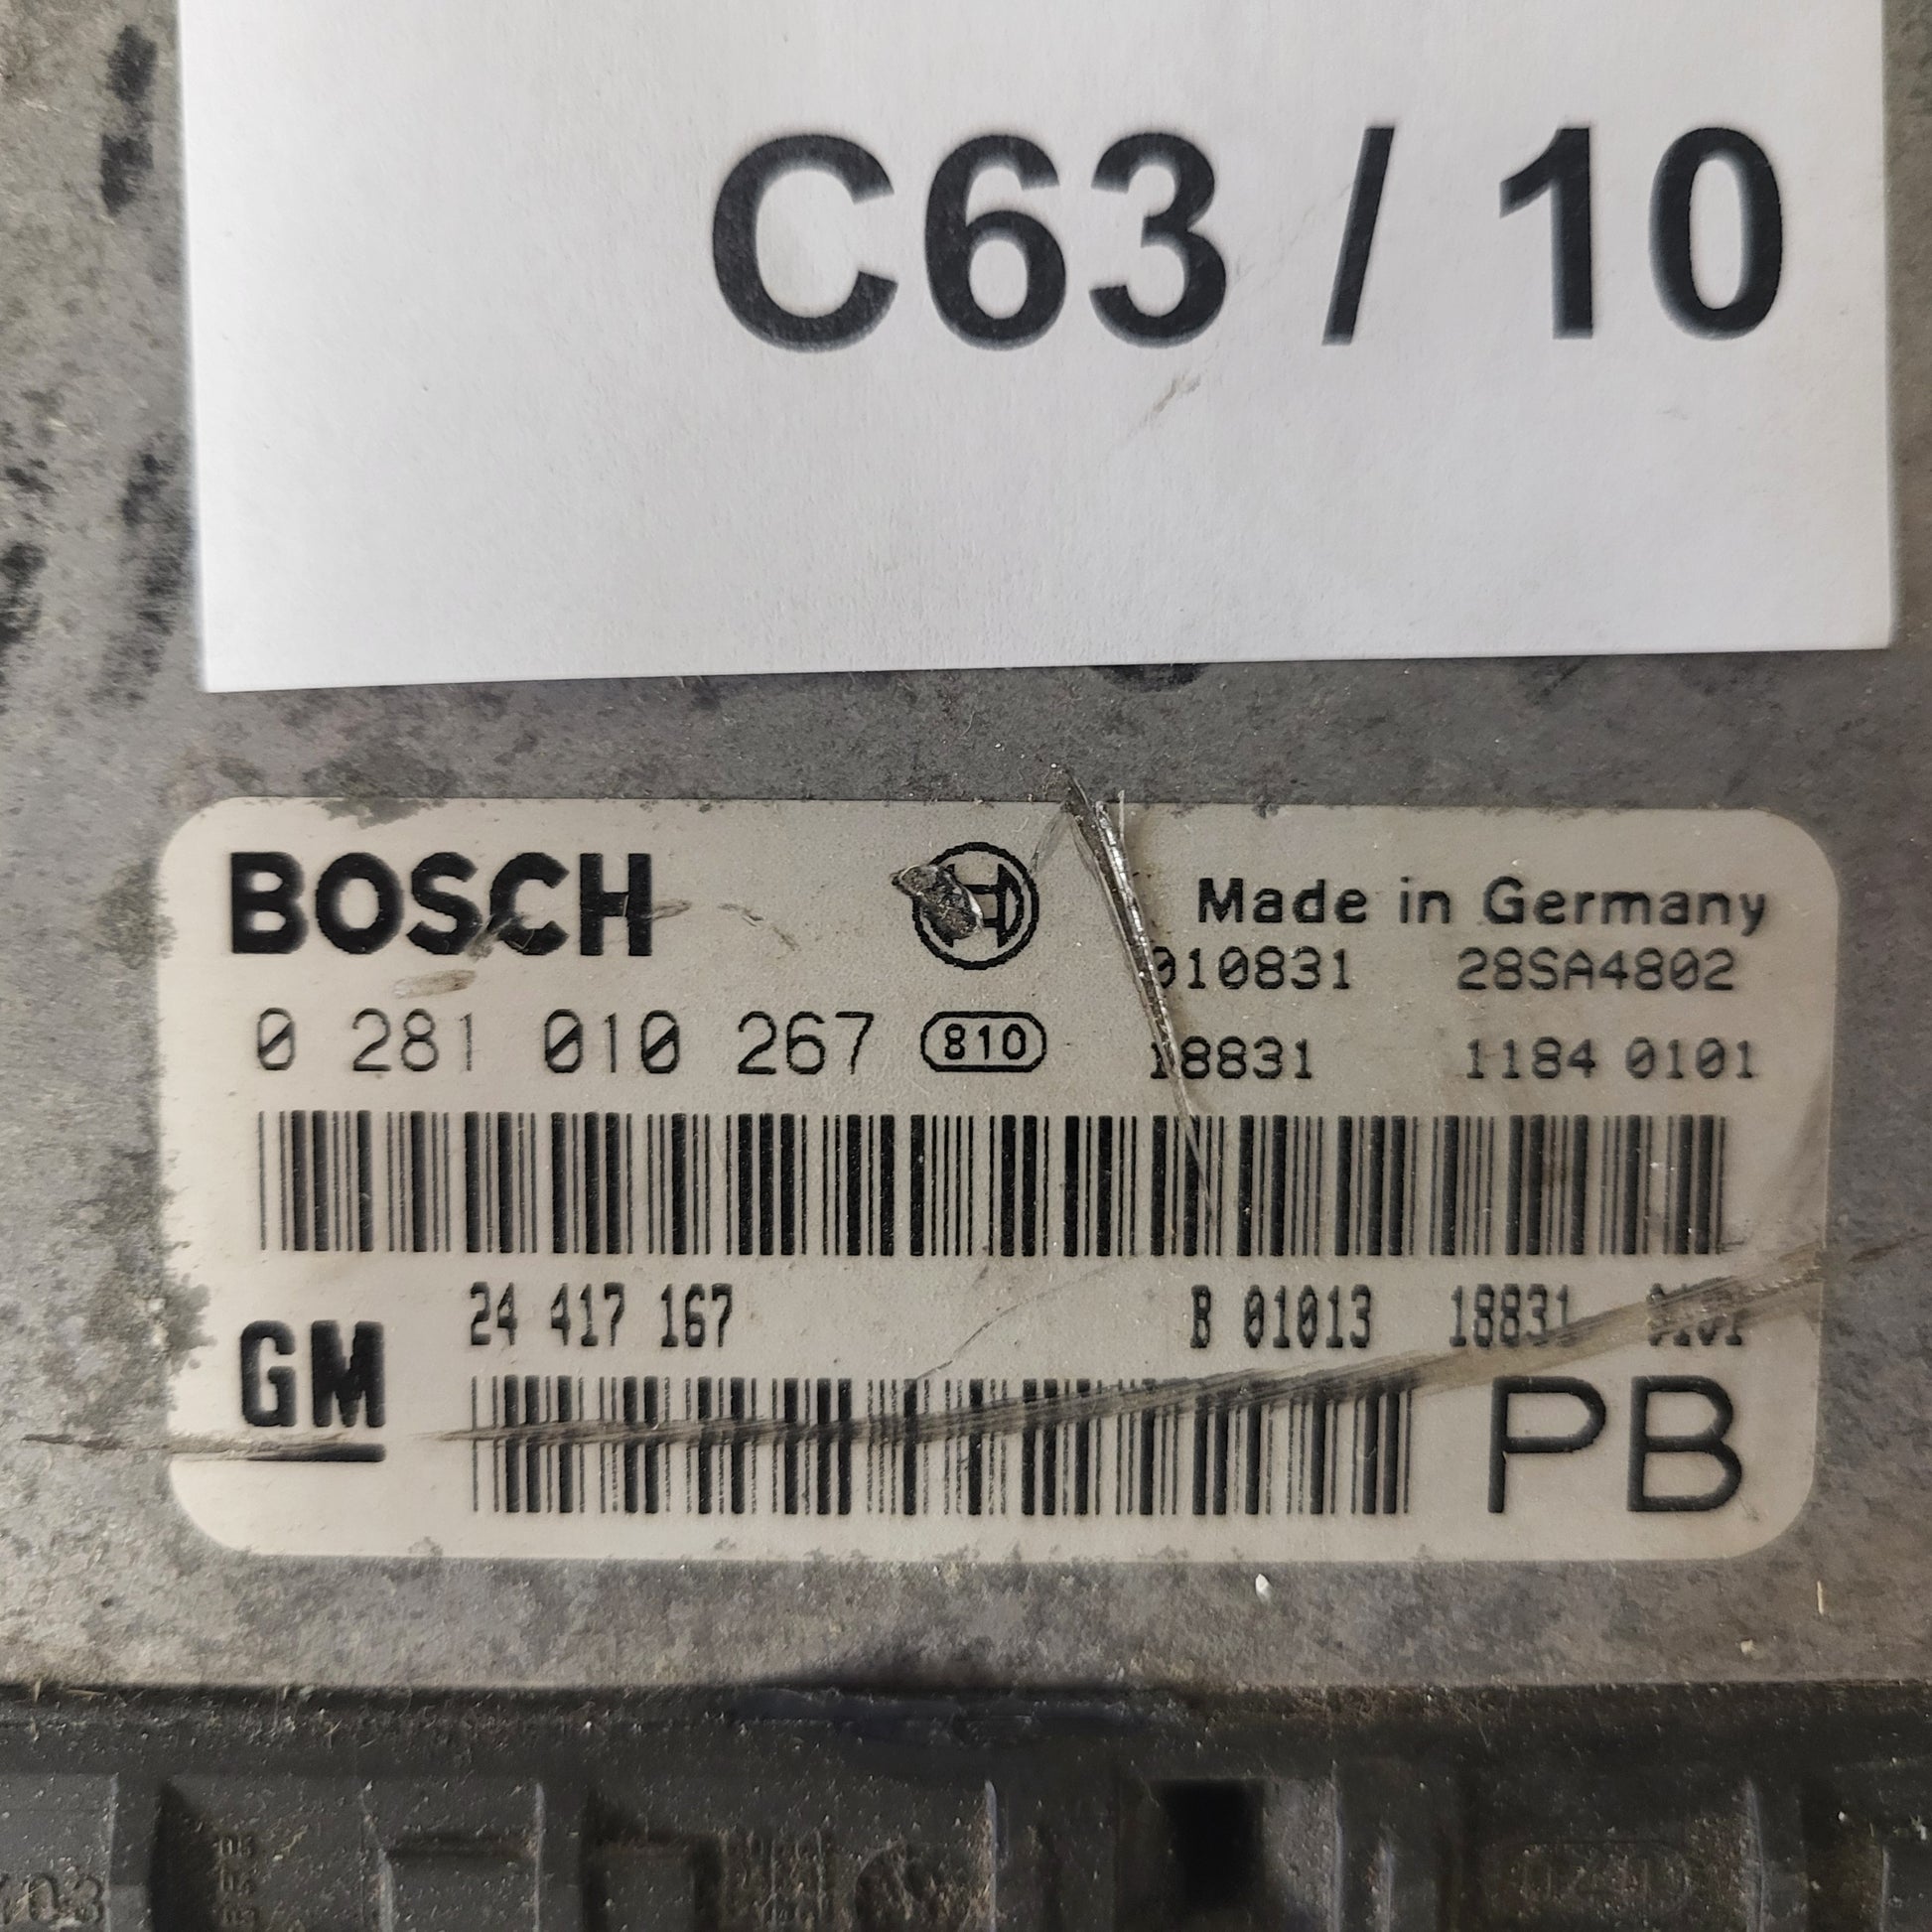 C63 / 10
BOSCH
Made in Germany
010831 28SA4802
0 281 010 267 810 18831 1184 0101
24 417 167 B 01013 18831 0101
GM
PB